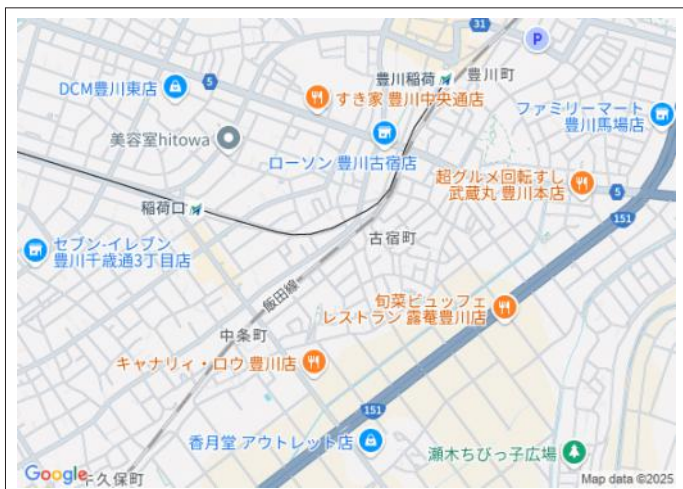 31
P
豊川稲荷
豊川町
DCM豊川東店
5
すき家 豊川中央通店
ファミリーマート
豊川馬場店
美容室hitowa
ローソン 豊川古宿店
超グルメ回転すし
武蔵丸 豊川本店
5
稲荷口
151
古宿町
セブン-イレブン
豊川千歳通3丁目店
飯田線
旬菜ビュッフェ
レストラン 露菴豊川店
中条町
キャナリィ・ロウ 豊川店
151
香月堂 アウトレット店
瀬木ちびっ子広場
31
Google
牛久保町
Map data ©2025